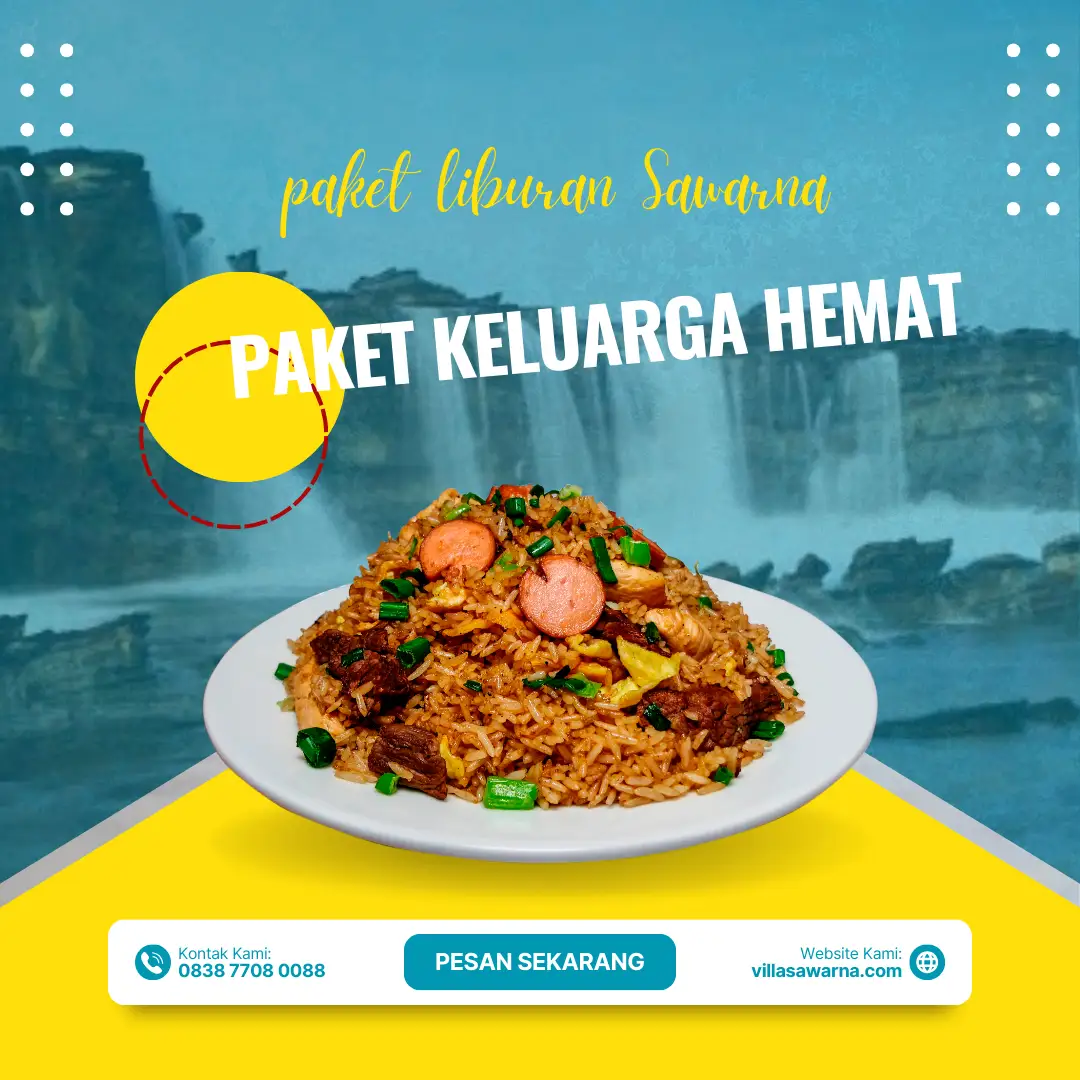 paket liburan Sawarna
PAKET KELUARGA HEMAT
Kontak Kami:
0838 7708 0088
PESAN SEKARANG
Website Kami:
villasawarna.com